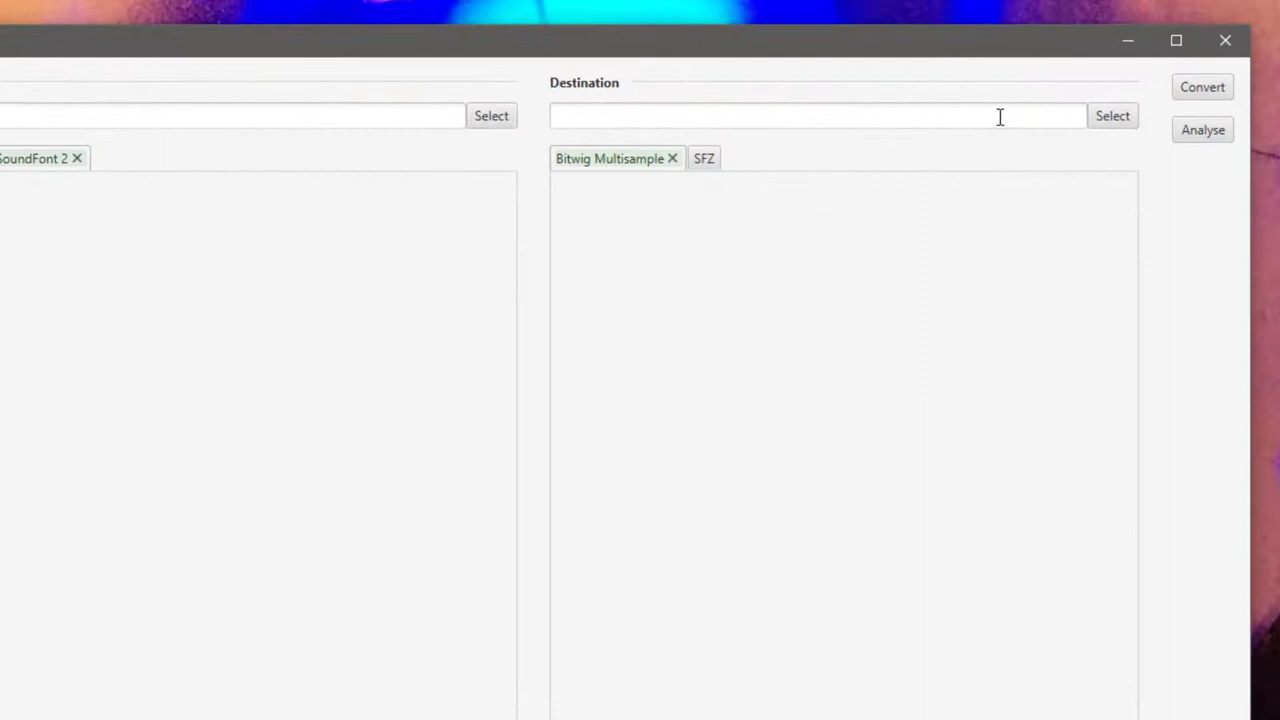 Destination
Convert
Select
Select
Analyse
SoundFont 2
Bitwig Multisample
SFZ